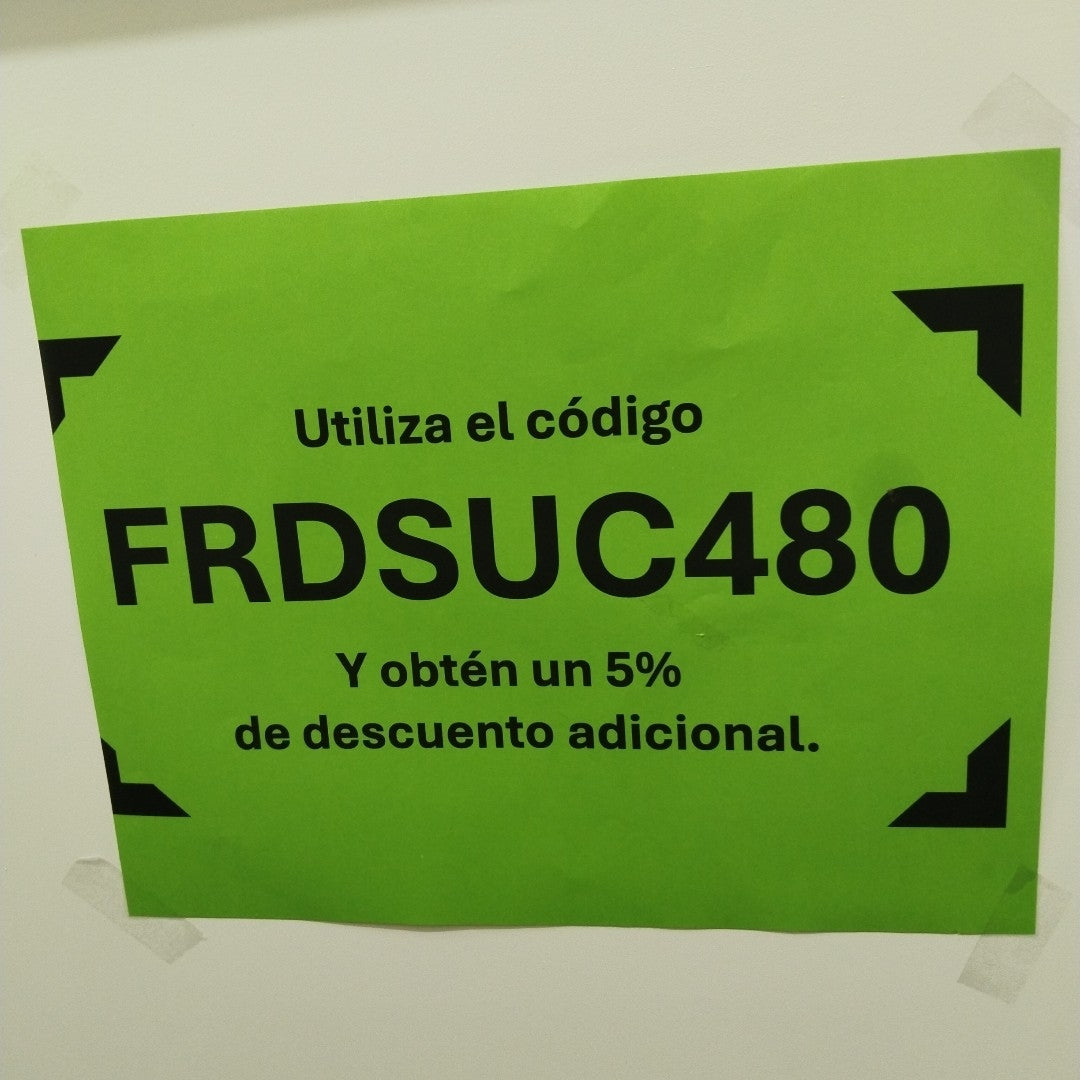 Utiliza el código
FRDSUC480
Y obtén un 5%
de descuento adicional.